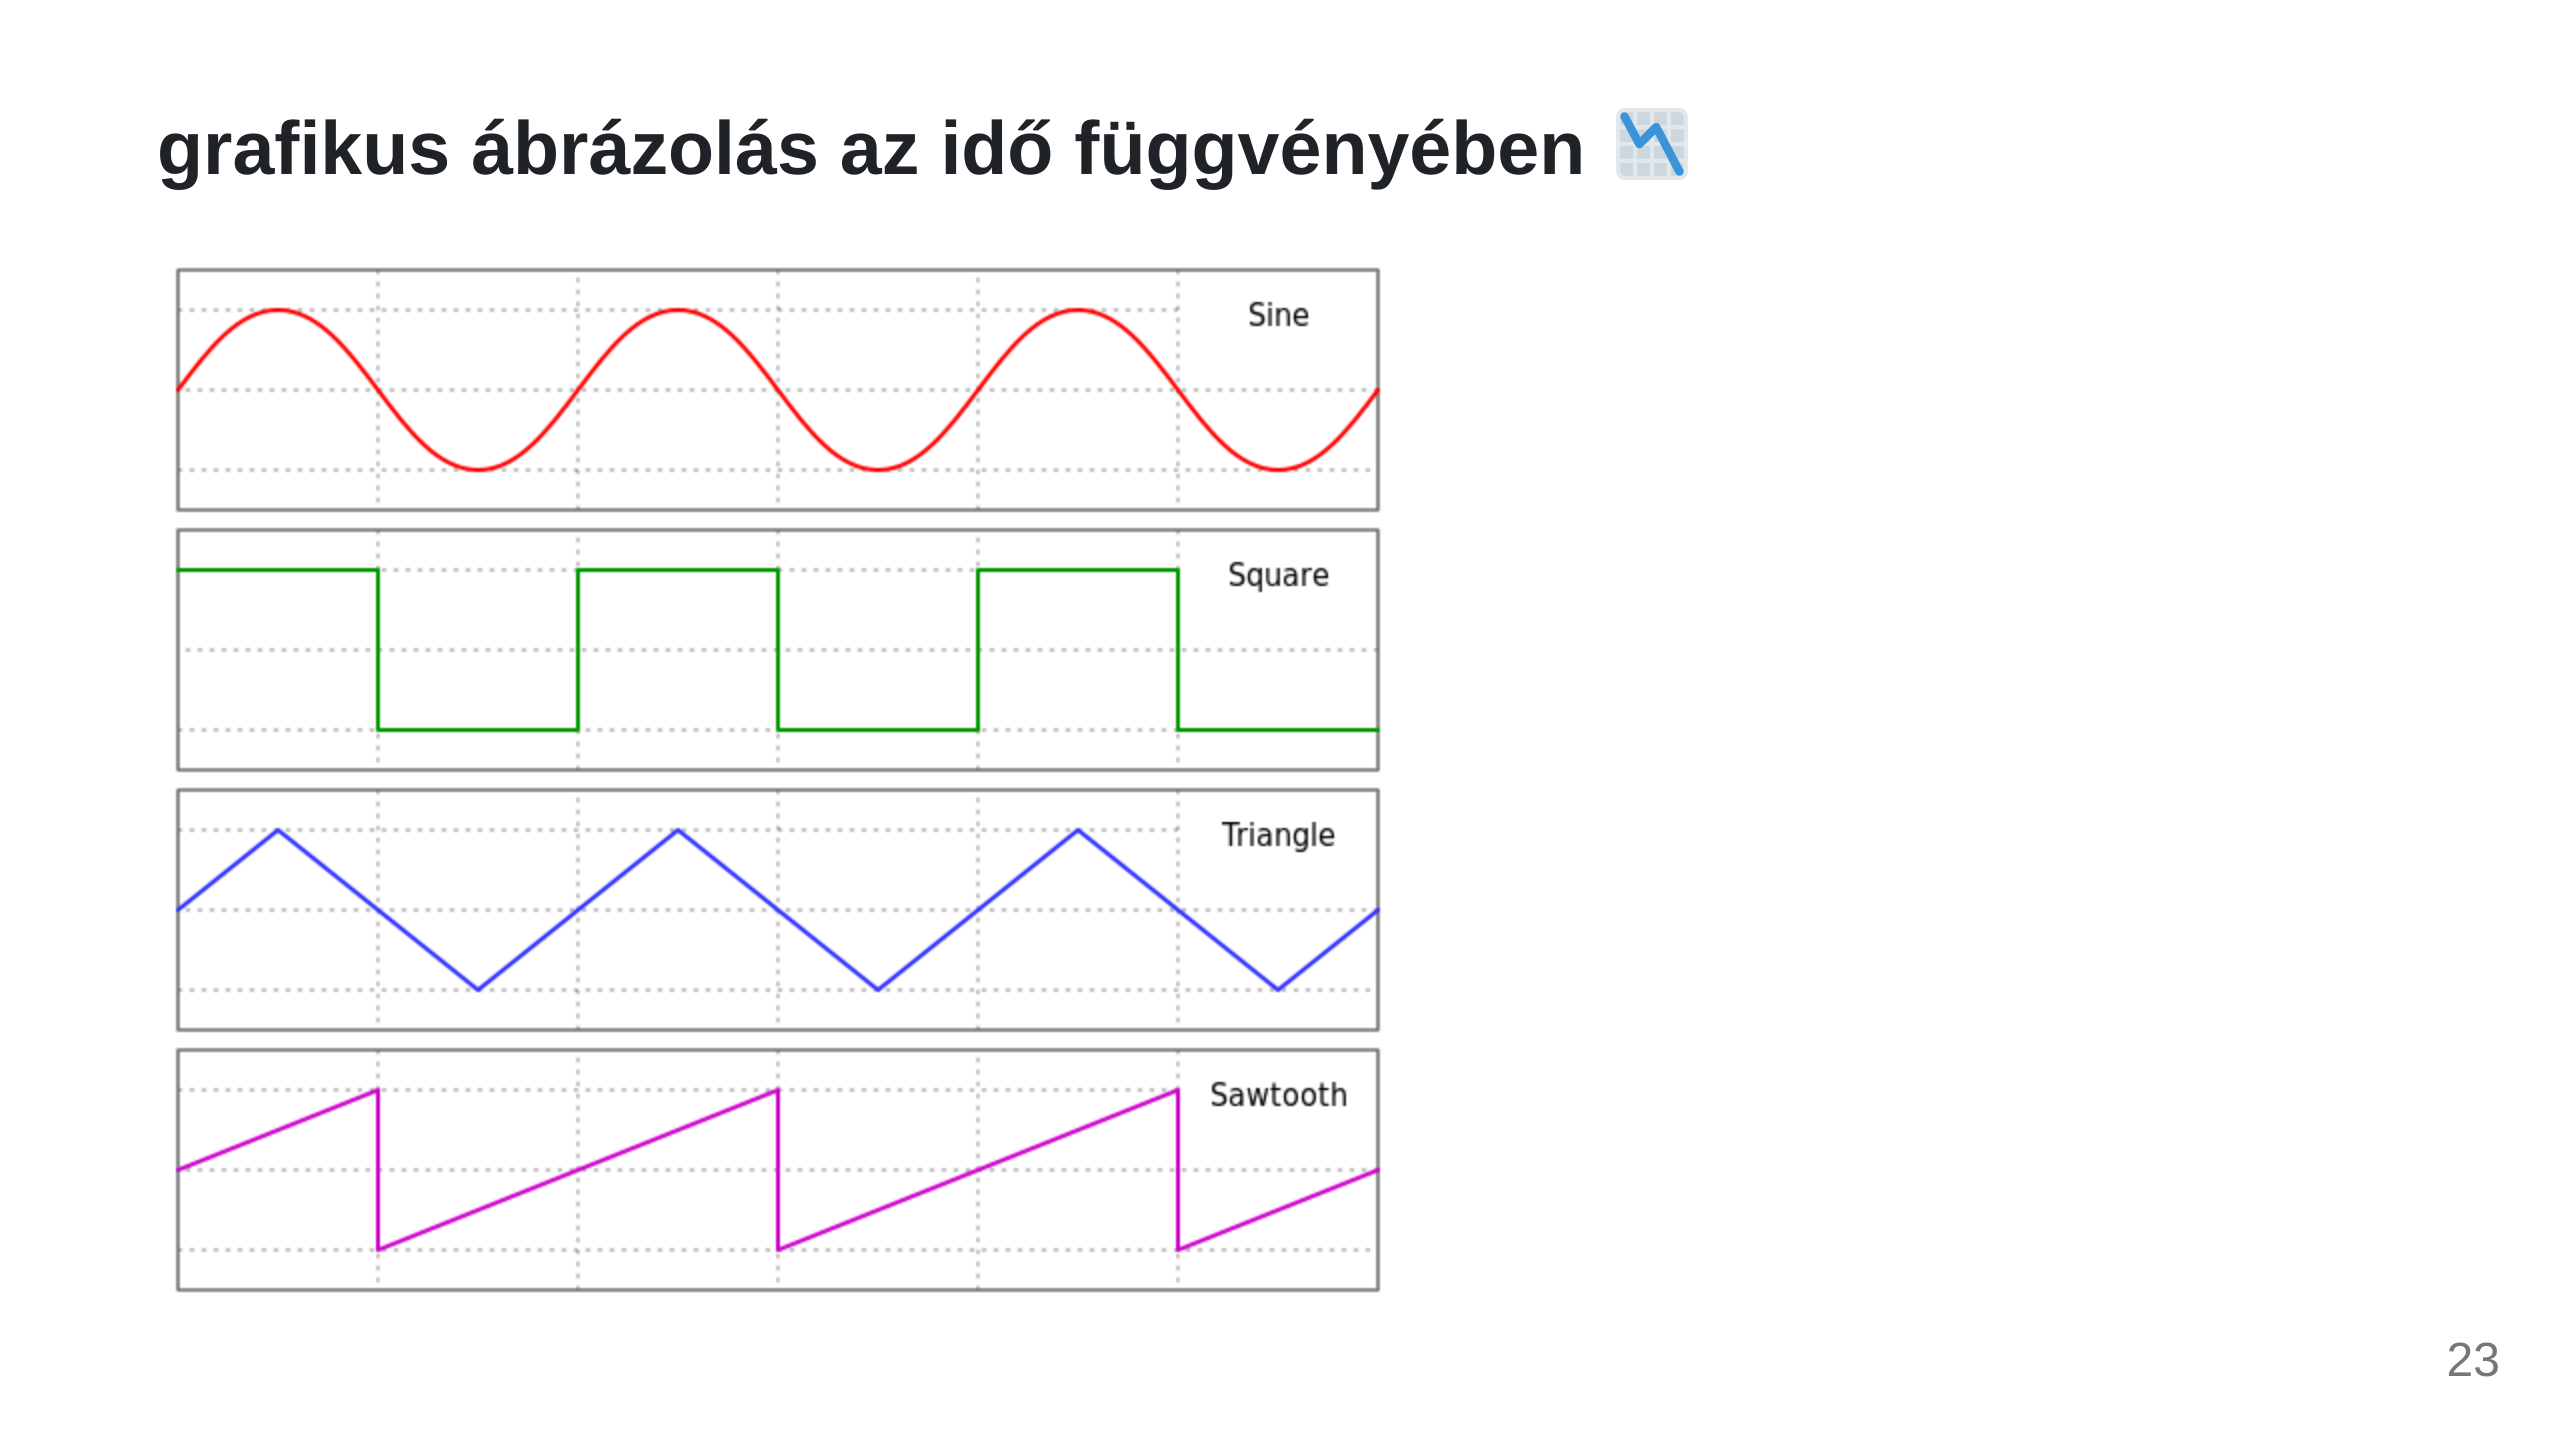 grafikus ábrázolás az idő függvényében
Sine
Square
Triangle
Sawtooth
23